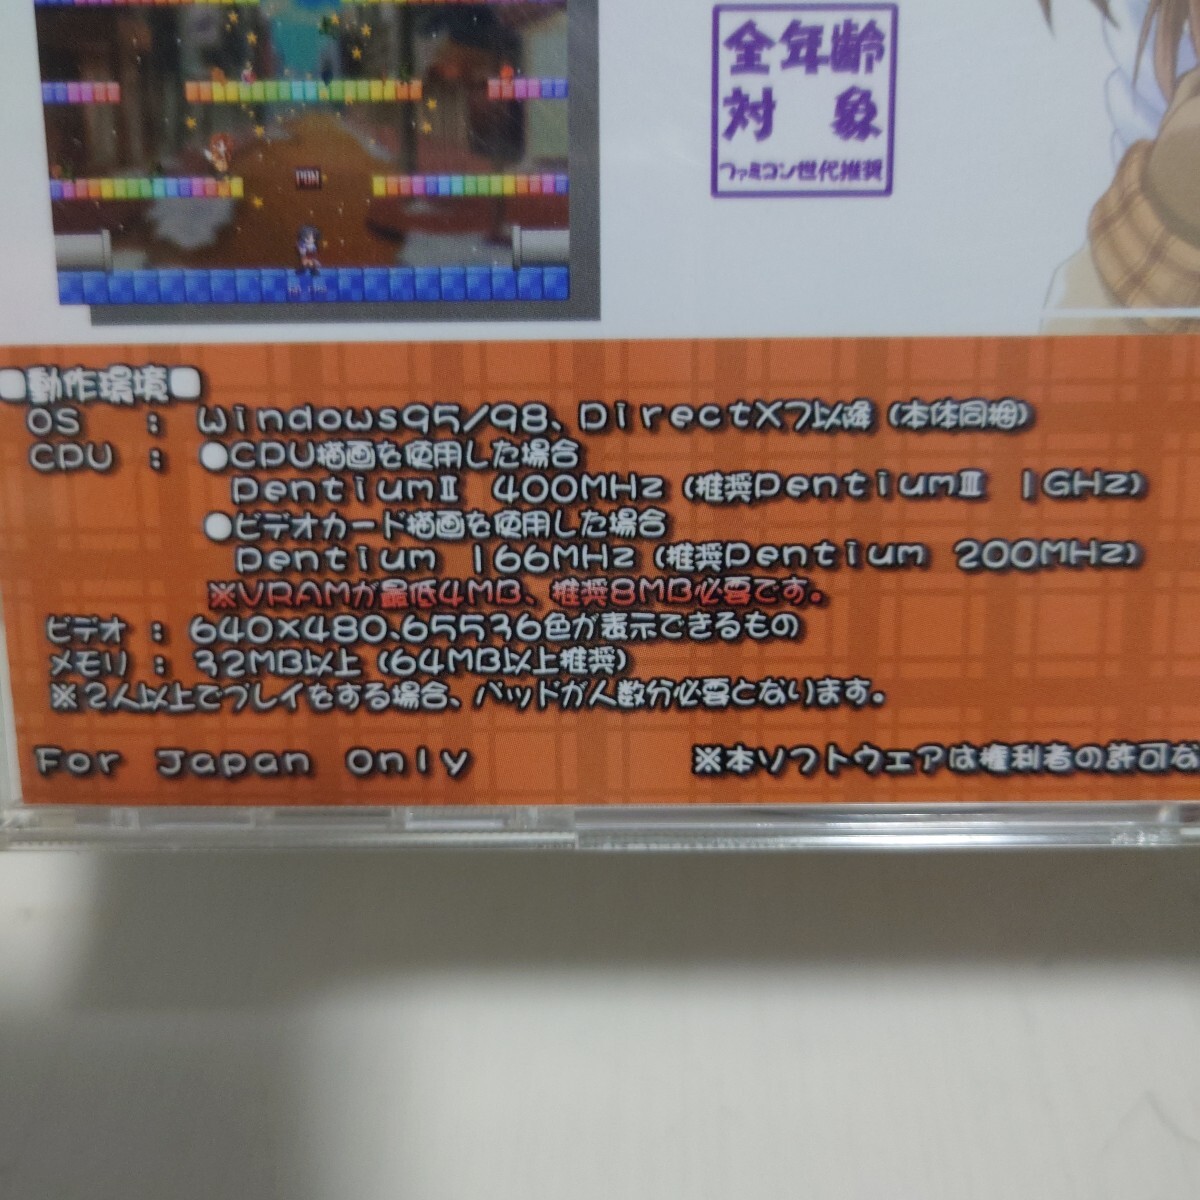 全年齢
対象
ファミコン世代推奨
POW
■動作環境■
OS : Windows95/98、DirectX7以降 (本体同梱)
CPU : ●CPU描画を使用した場合
PentiumⅡ 400MHz (推奨PentiumⅢ 1GHz)
●ビデオカード描画を使用した場合
Pentium 166MHz (推奨Pentium 200MHz)
※VRAMが最低4MB、推奨8MB必要です。
ビデオ : 640×480、65536色が表示できるもの
メモリ : 32MB以上 (64MB以上推奨)
※2人以上でプレイをする場合、パッドが人数分必要となります。
For Japan Only
※本ソフトウェアは権利者の許可な